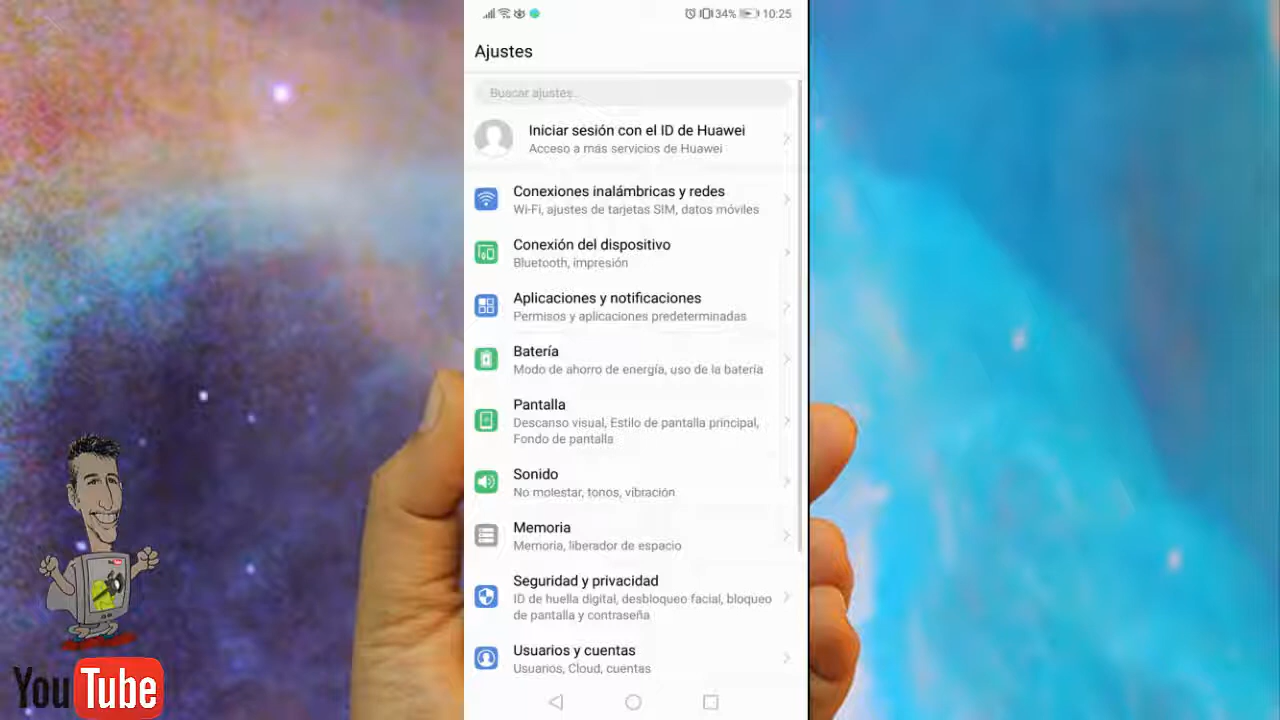 34% 10:25
Ajustes
Buscar ajustes..
Iniciar sesión con el ID de Huawei
Acceso a más servicios de Huawei
Conexiones inalámbricas y redes
Wi-Fi, ajustes de tarjetas SIM, datos móviles
Conexión del dispositivo
Bluetooth, impresión
Aplicaciones y notificaciones
Permisos y aplicaciones predeterminadas
Batería
Modo de ahorro de energía, uso de la batería
Pantalla
Descanso visual, Estilo de pantalla principal,
Fondo de pantalla
Sonido
No molestar, tonos, vibración
Memoria
Memoria, liberador de espacio
Seguridad y privacidad
ID de huella digital, desbloqueo facial, bloqueo
de pantalla y contraseña
Usuarios y cuentas
Usuarios, Cloud, cuentas
YouTube